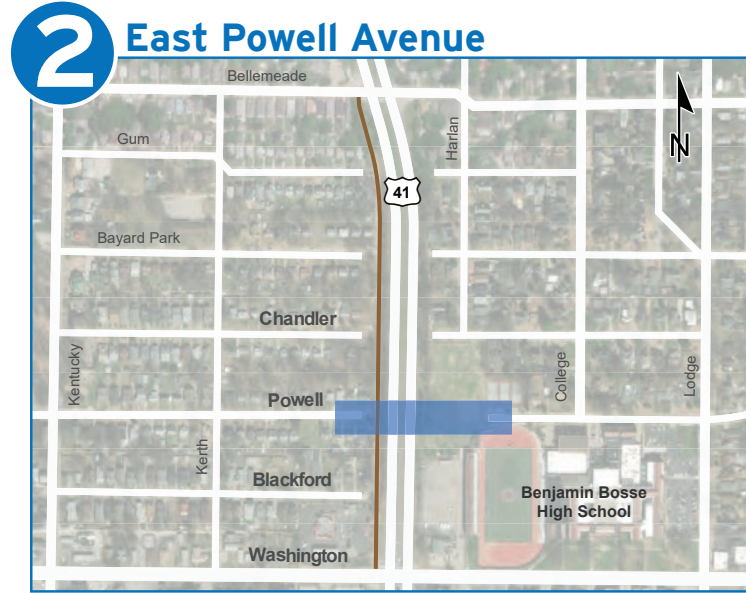 2
East Powell Avenue
Bellemeade
Gum
Harlan
N
41
Bayard Park
Chandler
Kentucky
College
Lodge
Powell
Kerth
Blackford
Benjamin Bosse
High School
Washington